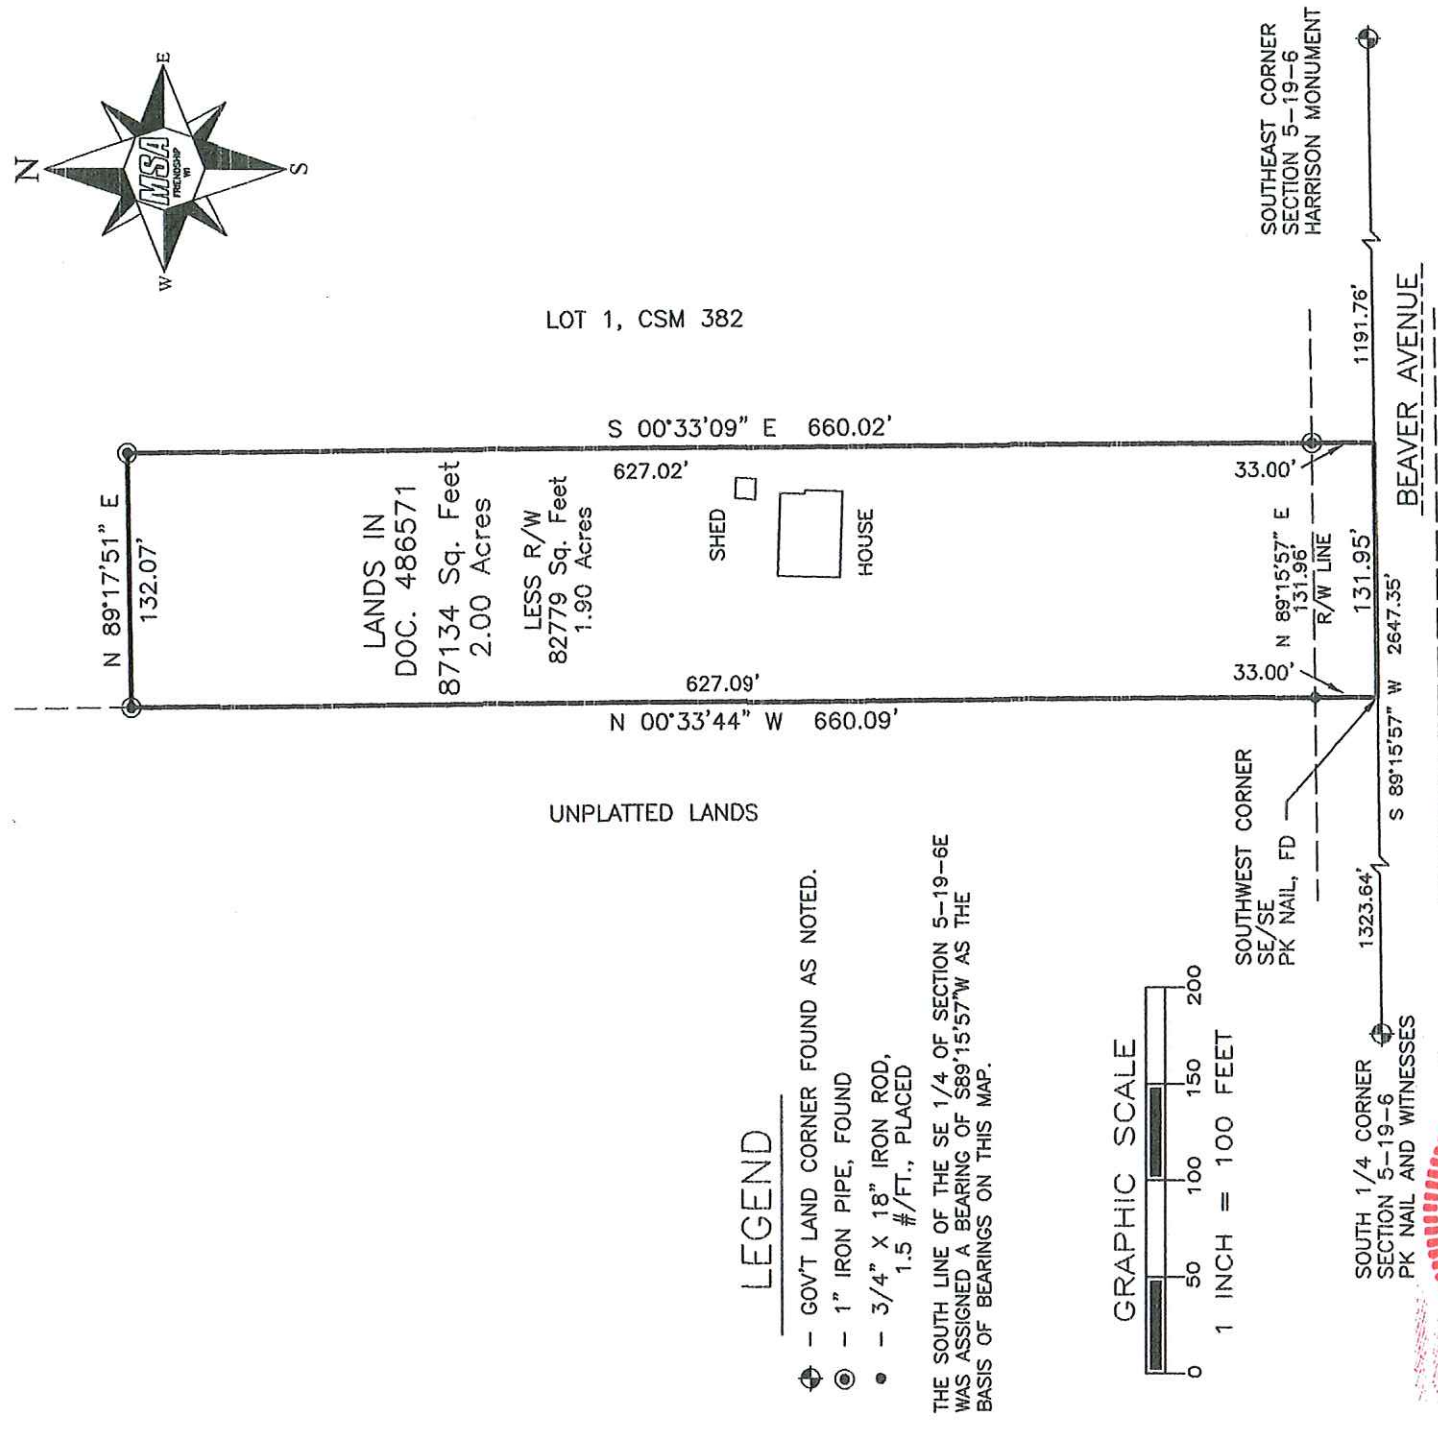 N
E
S
W
MSA
FRIENDSHIP
WI
LOT 1, CSM 382
N 89°17'51" E
132.07'
S 00°33'09" E 660.02'
627.02'
LANDS IN
DOC. 486571
87134 Sq. Feet
2.00 Acres
LESS R/W
82779 Sq. Feet
1.90 Acres
SHED
HOUSE
627.09'
N 00°33'44" W 660.09'
UNPLATTED LANDS
33.00'
33.00'
N 89°15'57" E
131.96'
R/W LINE
131.95'
S 89°15'57" W 2647.35'
1191.76'
1323.64'
BEAVER AVENUE
SOUTHEAST CORNER
SECTION 5-19-6
HARRISON MONUMENT
SOUTHWEST CORNER
SE/SE
PK NAIL, FD
SOUTH 1/4 CORNER
SECTION 5-19-6
PK NAIL AND WITNESSES
LEGEND
- GOV'T LAND CORNER FOUND AS NOTED.
- 1" IRON PIPE, FOUND
- 3/4" X 18" IRON ROD,
1.5 #/FT., PLACED
THE SOUTH LINE OF THE SE 1/4 OF SECTION 5-19-6E
WAS ASSIGNED A BEARING OF S89°15'57"W AS THE
BASIS OF BEARINGS ON THIS MAP.
GRAPHIC SCALE
0 50 100 150 200
1 INCH = 100 FEET